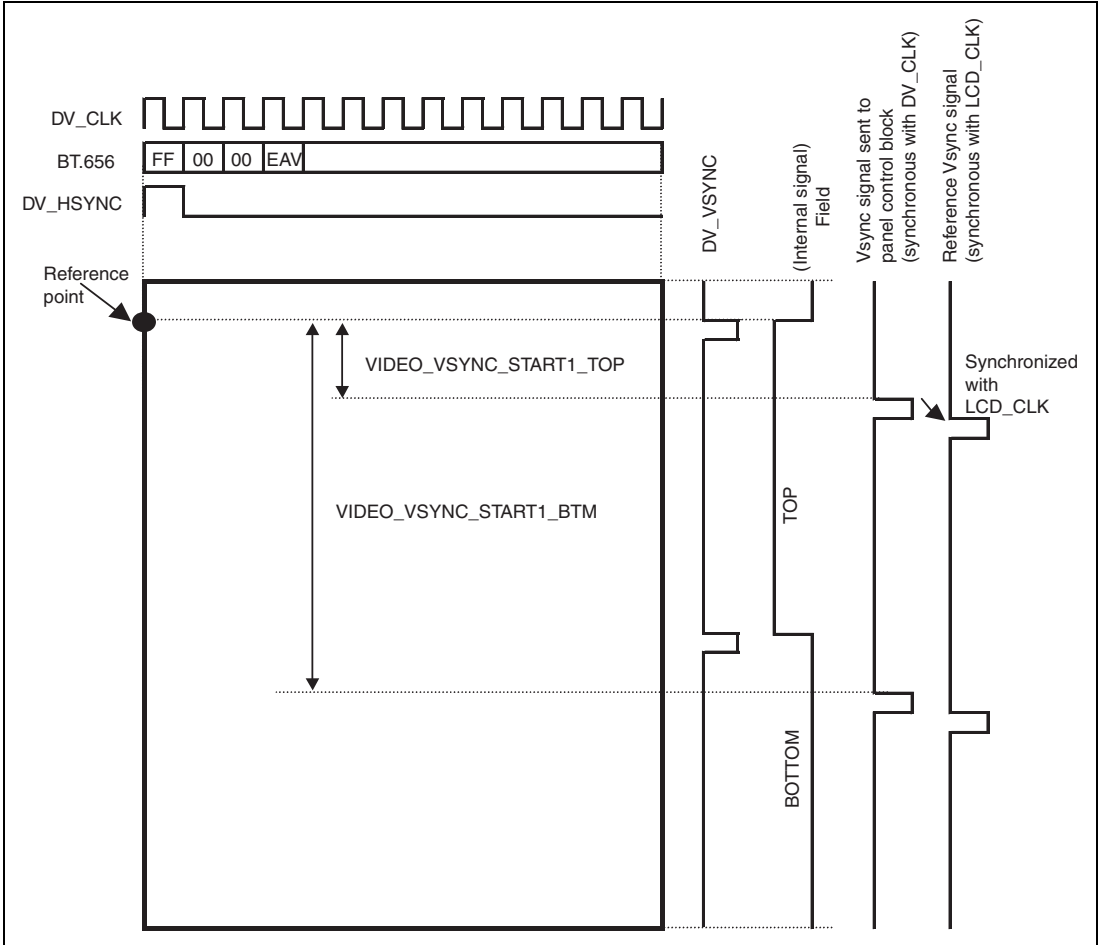 DV_CLK
BT.656
FF 00 00 EAV
DV_HSYNC
DV_VSYNC
(Internal signal)
Field
Vsync signal sent to
panel control block
(synchronous with DV_CLK)
Reference Vsync signal
(synchronous with LCD_CLK)
Reference
point
VIDEO_VSYNC_START1_TOP
Synchronized
with
LCD_CLK
TOP
VIDEO_VSYNC_START1_BTM
BOTTOM